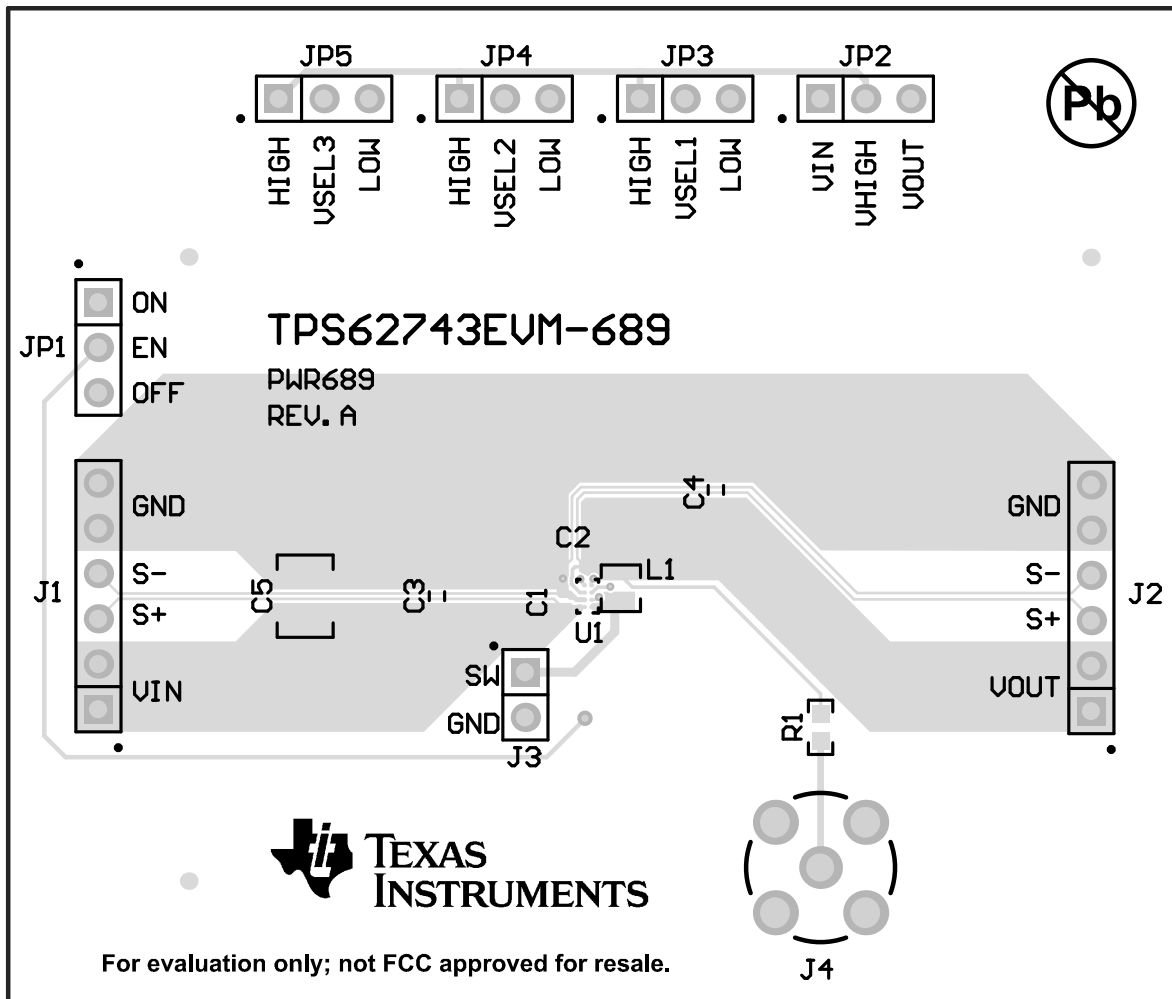 JP5 JP4 JP3 JP2
Pb
HIGH VSEL3 LOW HIGH VSEL2 LOW HIGH VSEL1 LOW VIN VHIGH VOUT
ON
JP1 EN
OFF
TPS62743EVM-689
PWR689
REV. A
GND
S-
J1
S+
VIN
C5
C3
C1
C2
C4
L1
U1
SW
GND
J3
GND
S-
J2
S+
VOUT
R1
TEXAS
INSTRUMENTS
J4
For evaluation only; not FCC approved for resale.